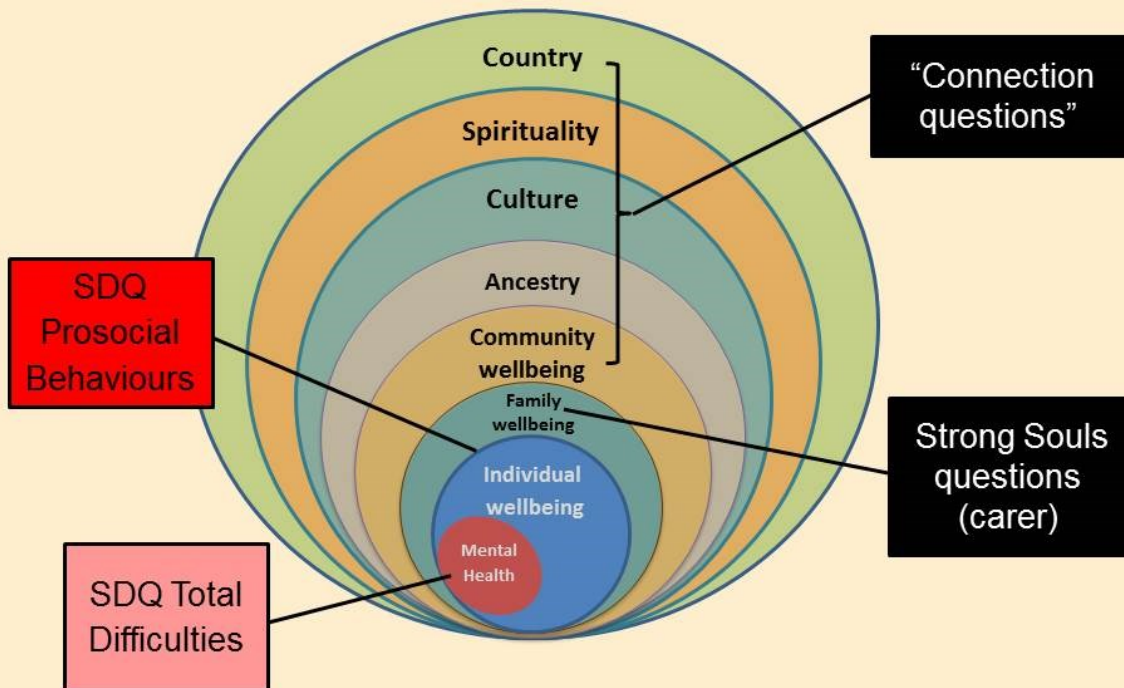 Country
Spirituality
Culture
Ancestry
Community
wellbeing
Family
wellbeing
Individual
wellbeing
Mental
Health
“Connection
questions”
SDQ
Prosocial
Behaviours
Strong Souls
questions
(carer)
SDQ Total
Difficulties